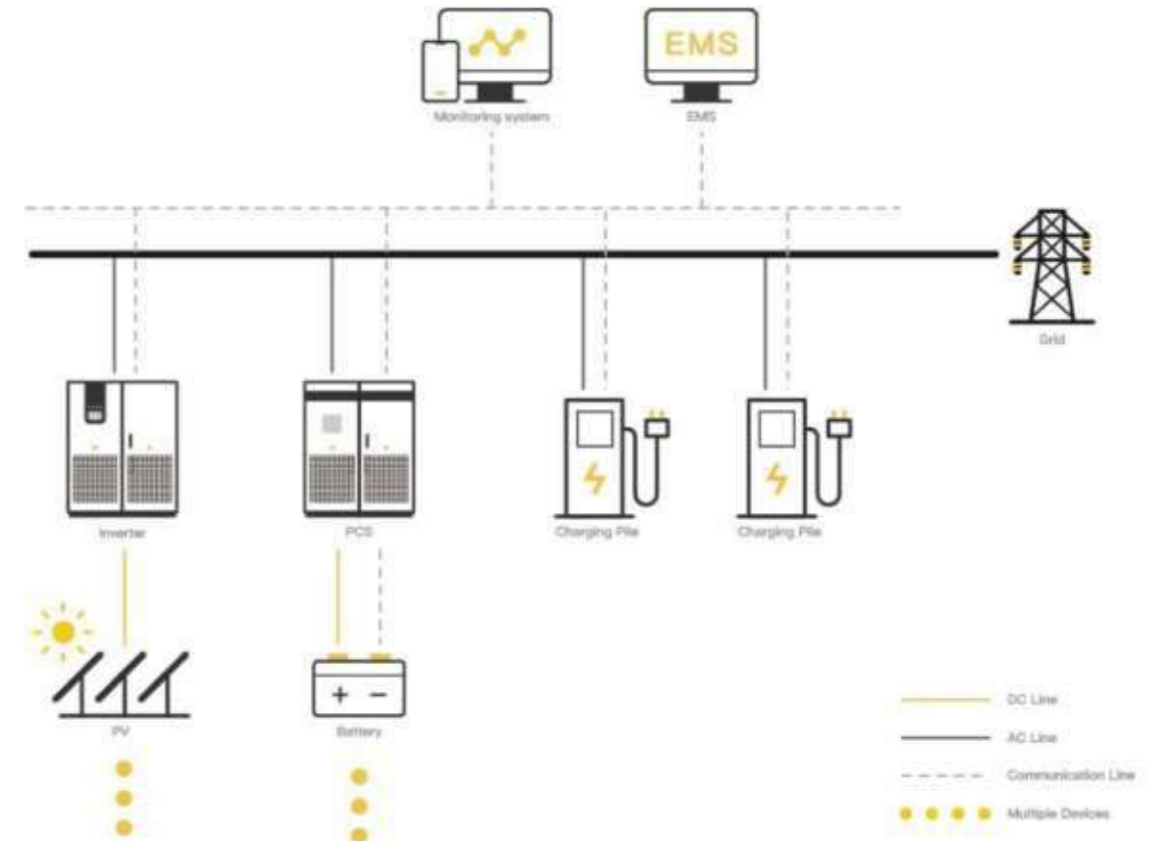 EMS
Monitoring system
EMS
Grid
Inverter
PCS
Charging Pile
Charging Pile
PV
Battery
DC Line
AC Line
Communication Line
Multiple Devices